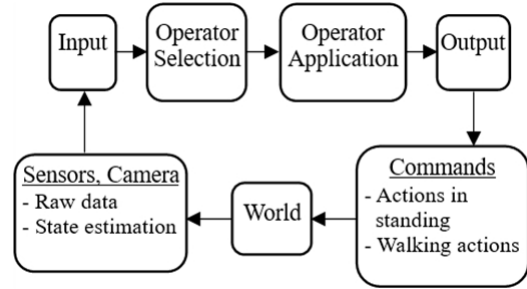 Input
Operator
Selection
Operator
Application
Output
Sensors, Camera
- Raw data
- State estimation
World
Commands
- Actions in
standing
- Walking actions